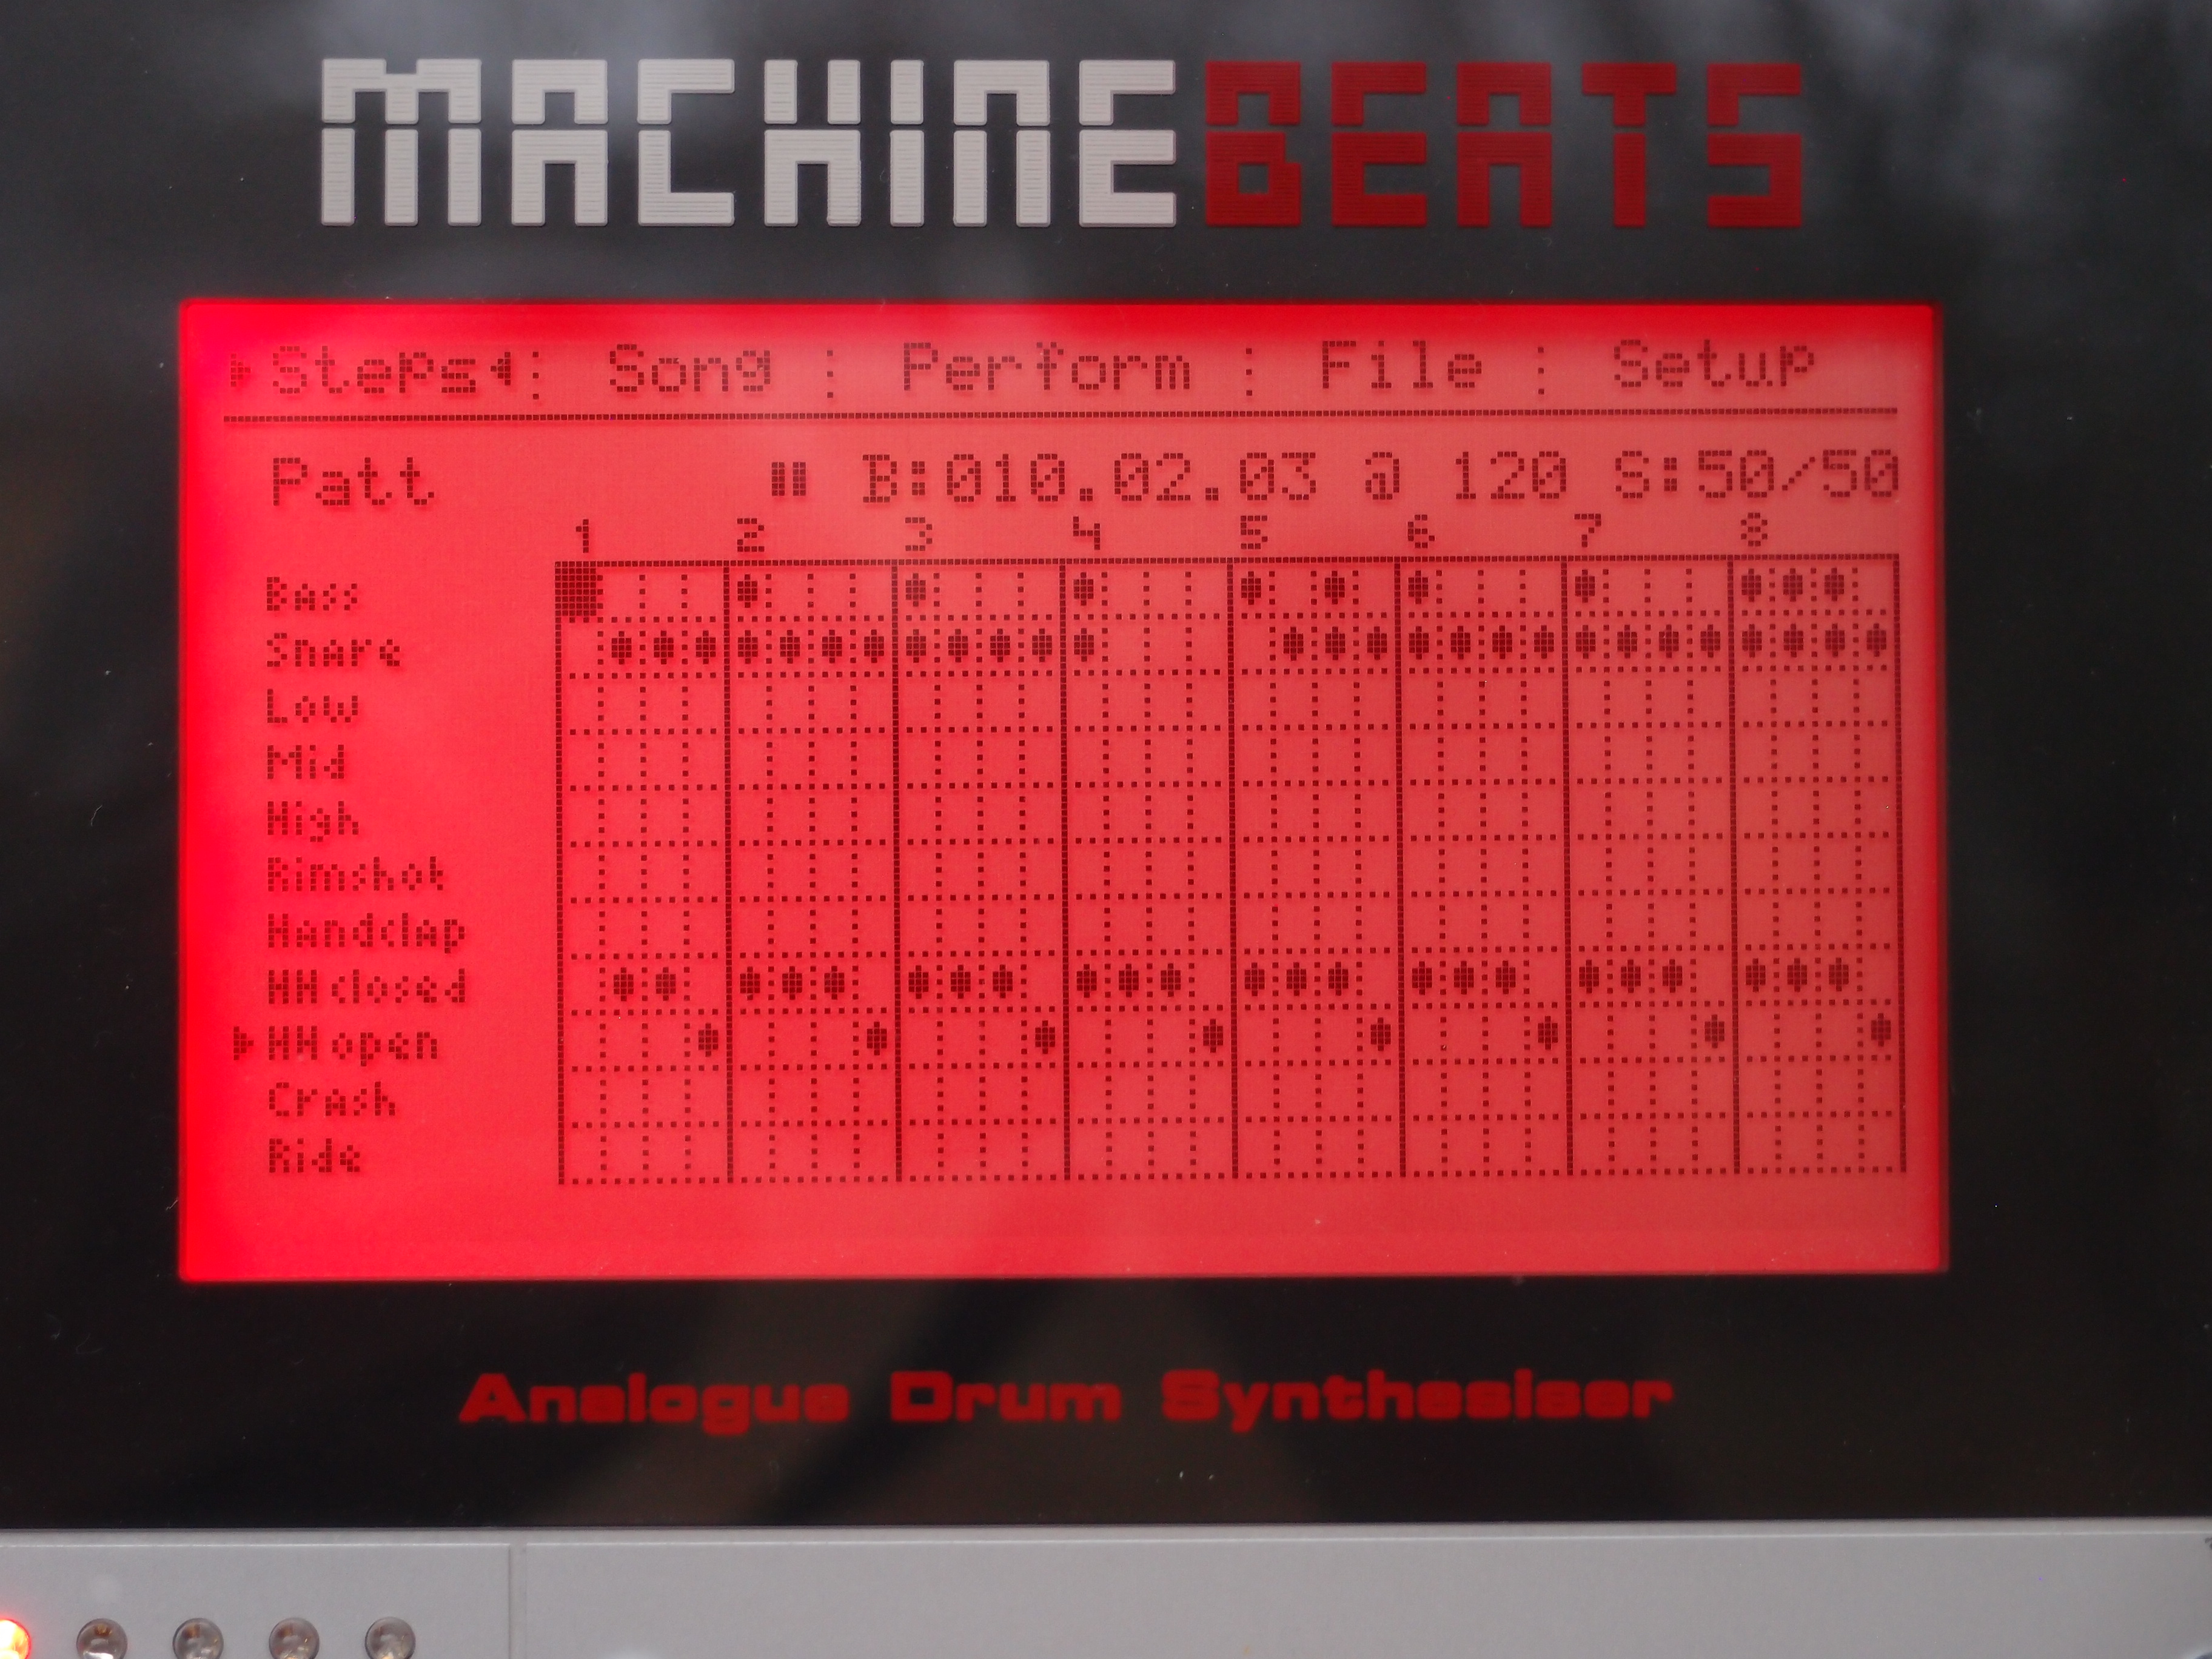 MACHINEBEATS
Steps : Song : Perform : File : Setup
Patt B:010.02.03 @ 120 S:50/50
1 2 3 4 5 6 7 8
Bass
Snare
Low
Mid
High
Rimshot
Handclap
HH closed
HH open
Crash
Ride
Analogue Drum Synthesiser